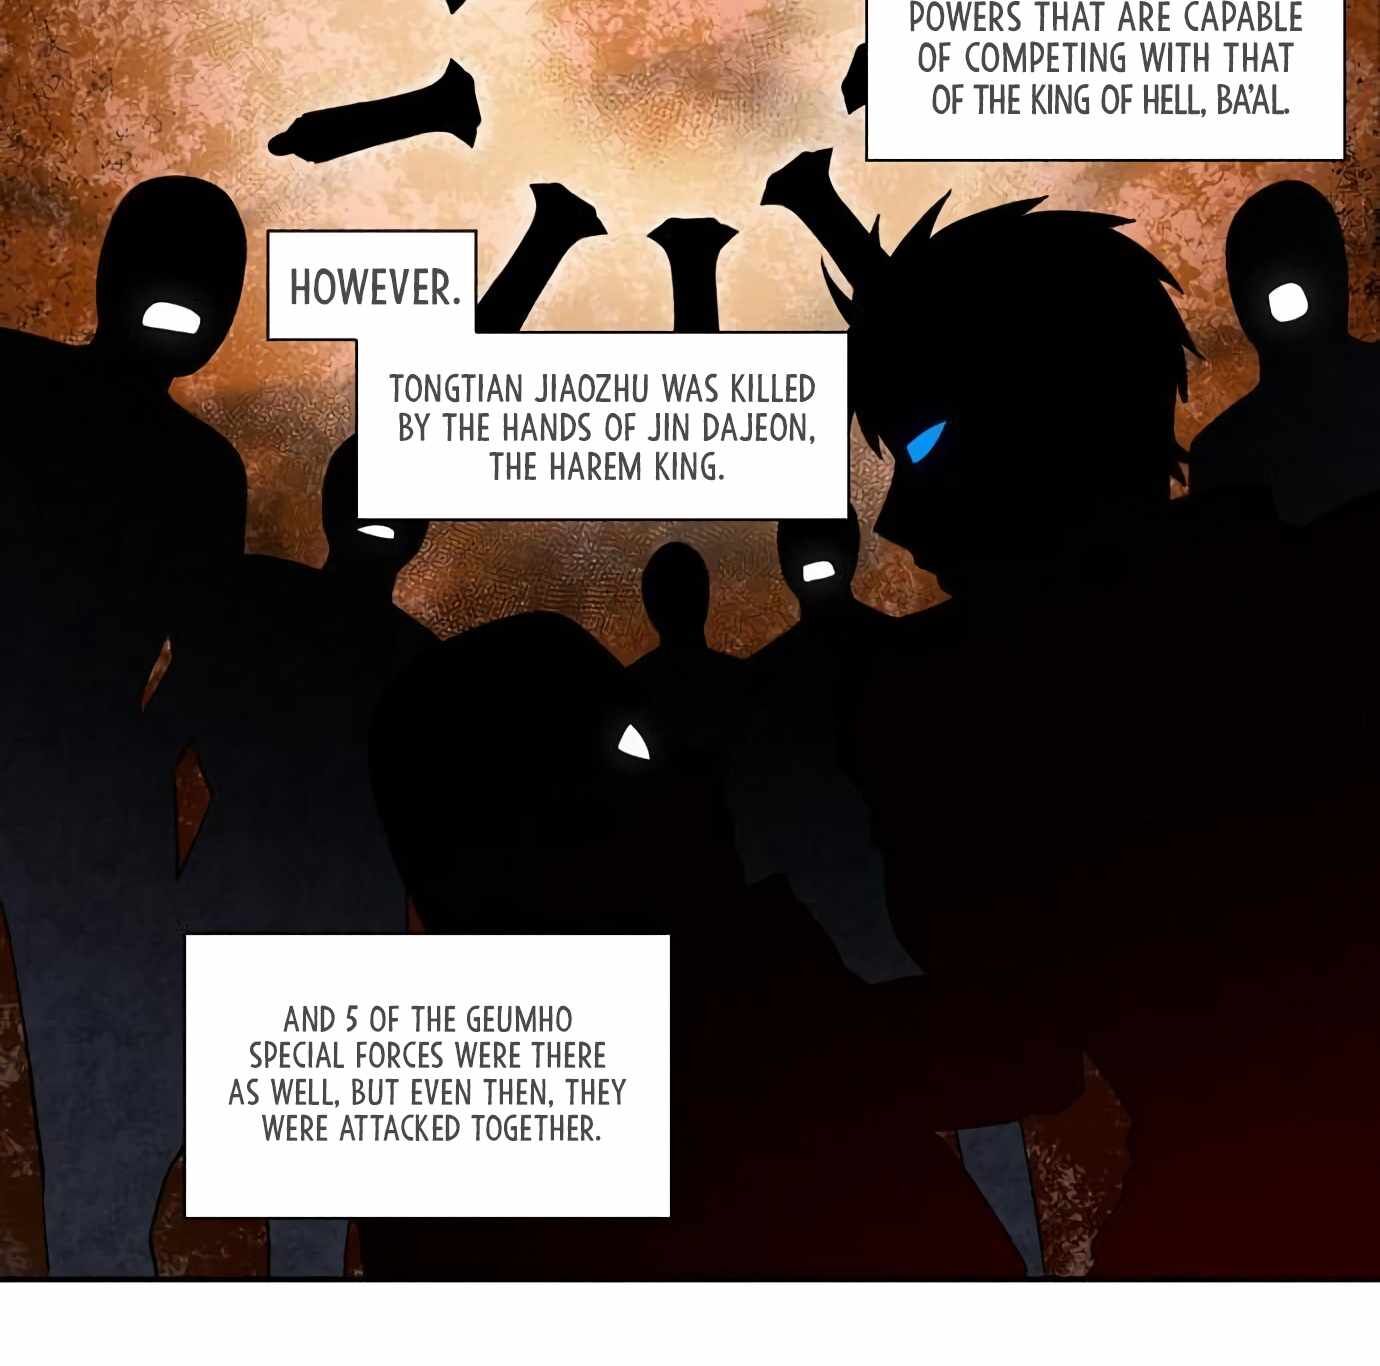 POWERS THAT ARE CAPABLE
OF COMPETING WITH THAT
OF THE KING OF HELL, BA'AL.
HOWEVER.
TONGTIAN JIAOZHU WAS KILLED
BY THE HANDS OF JIN DAJEON,
THE HAREM KING.
AND 5 OF THE GEUMHO
SPECIAL FORCES WERE THERE
AS WELL, BUT EVEN THEN, THEY
WERE ATTACKED TOGETHER.